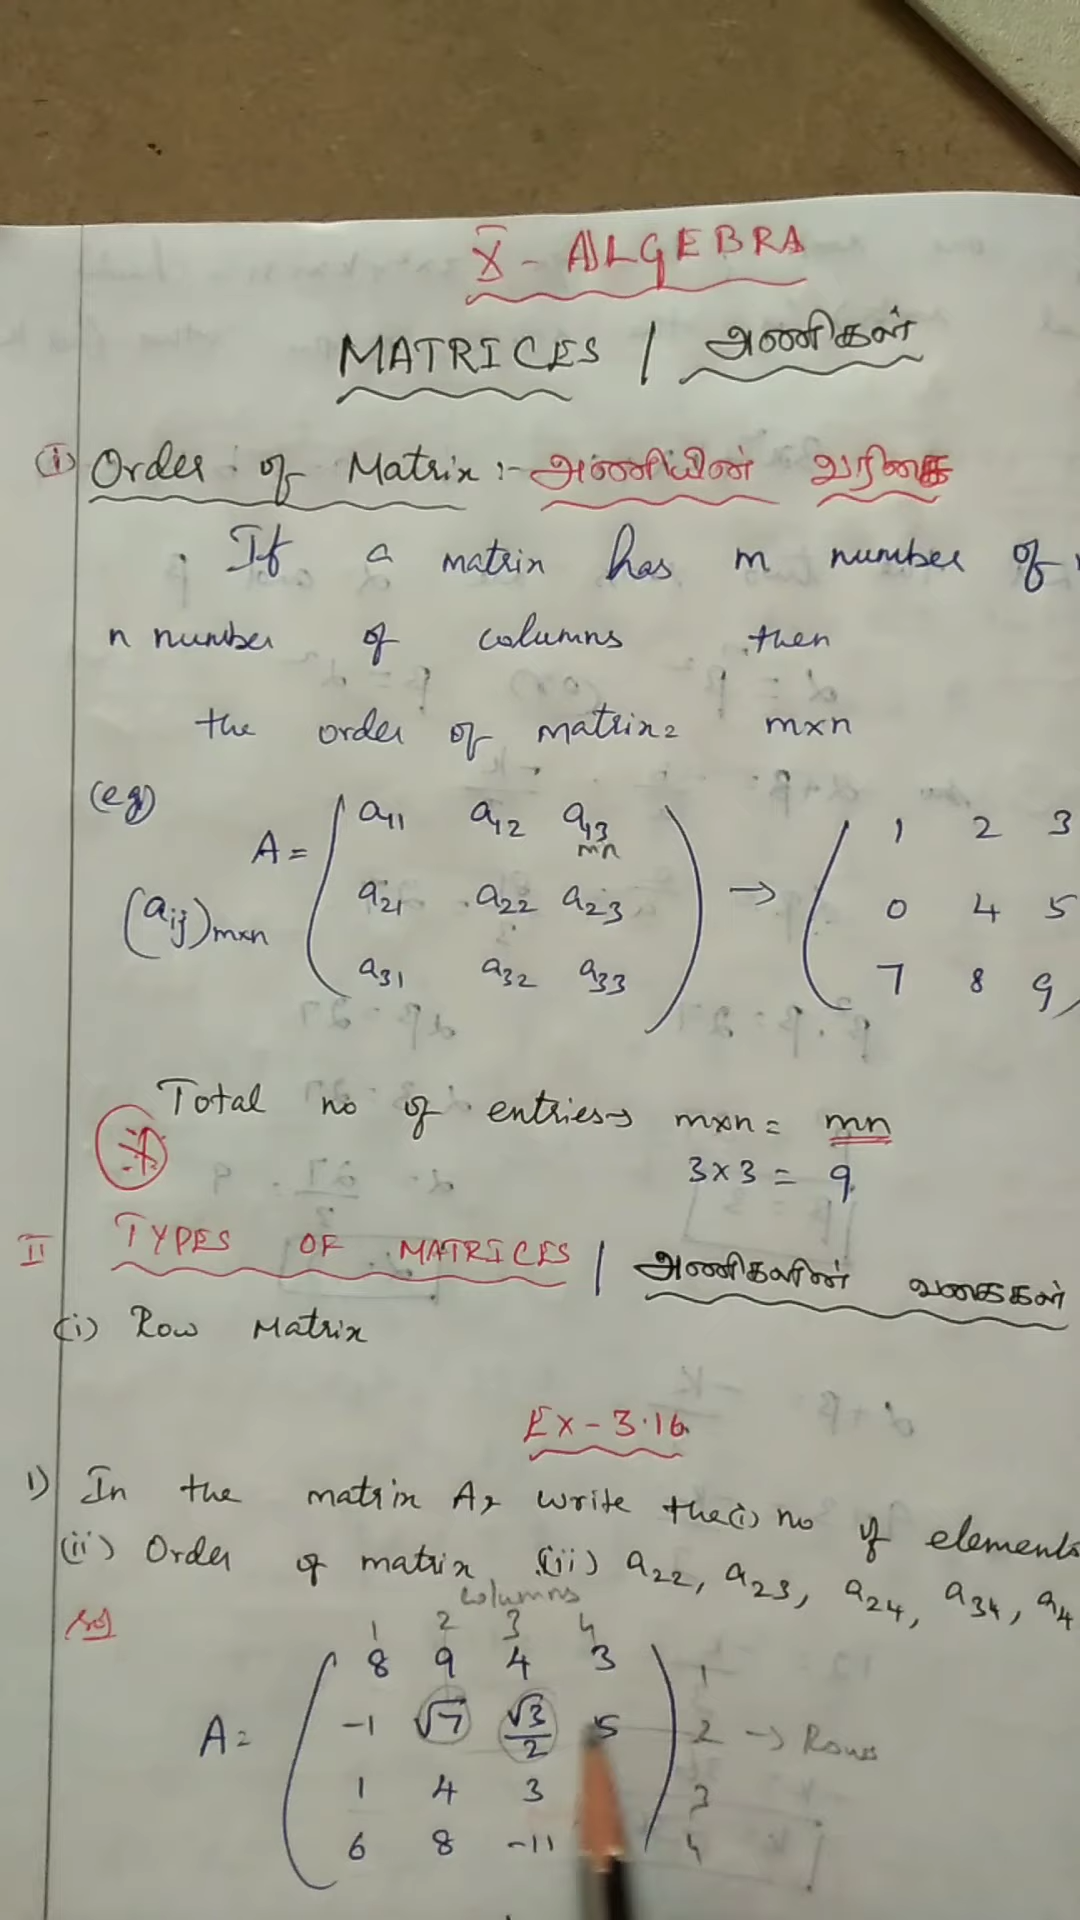 X - ALGEBRA
MATRICES | அணிகள்
(i) Order of Matrix :- அணியின் வரிசை
If a matrix has m number of
n number of columns then
the order of matrix = m×n
(eg)
A = ( a11 a12 a13 → ( 1 2 3
mn
(aij)m×n a21 a22 a23 0 4 5
a31 a32 a33 ) 7 8 9
Total no of entries → m×n = mn
3×3 = 9
II TYPES OF MATRICES | அணிகளின் வகைகள்
(i) Row Matrix
Ex - 3.16
1) In the matrix A, write the (i) no of elements
(ii) Order of matrix (iii) a22, a23, a24, a34, a4
columns
sol 1 2 3 4
8 9 4 3 1
A = -1 √7 √3/2 5 2 → Rows
1 4 3 3
6 8 -11 4